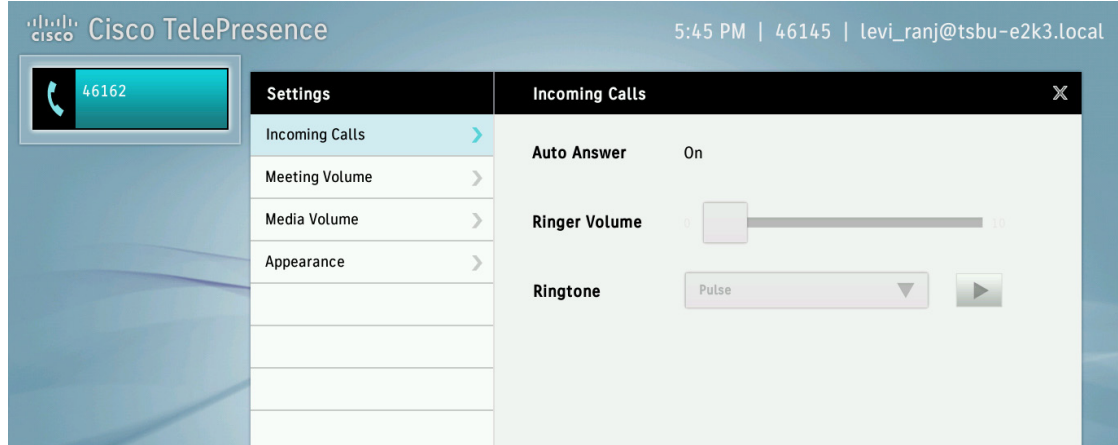 cisco Cisco TelePresence
5:45 PM | 46145 | levi_ranj@tsbu-e2k3.local
46162
Settings
Incoming Calls
Meeting Volume
Media Volume
Appearance
Incoming Calls X
Auto Answer On
Ringer Volume 0 10
Ringtone Pulse